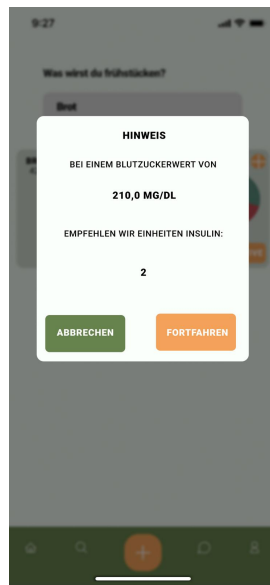 9:27
Was wirst du frühstücken?
Brot
HINWEIS
BEI EINEM BLUTZUCKERWERT VON
210,0 MG/DL
EMPFEHLEN WIR EINHEITEN INSULIN:
2
ABBRECHEN
FORTFAHREN